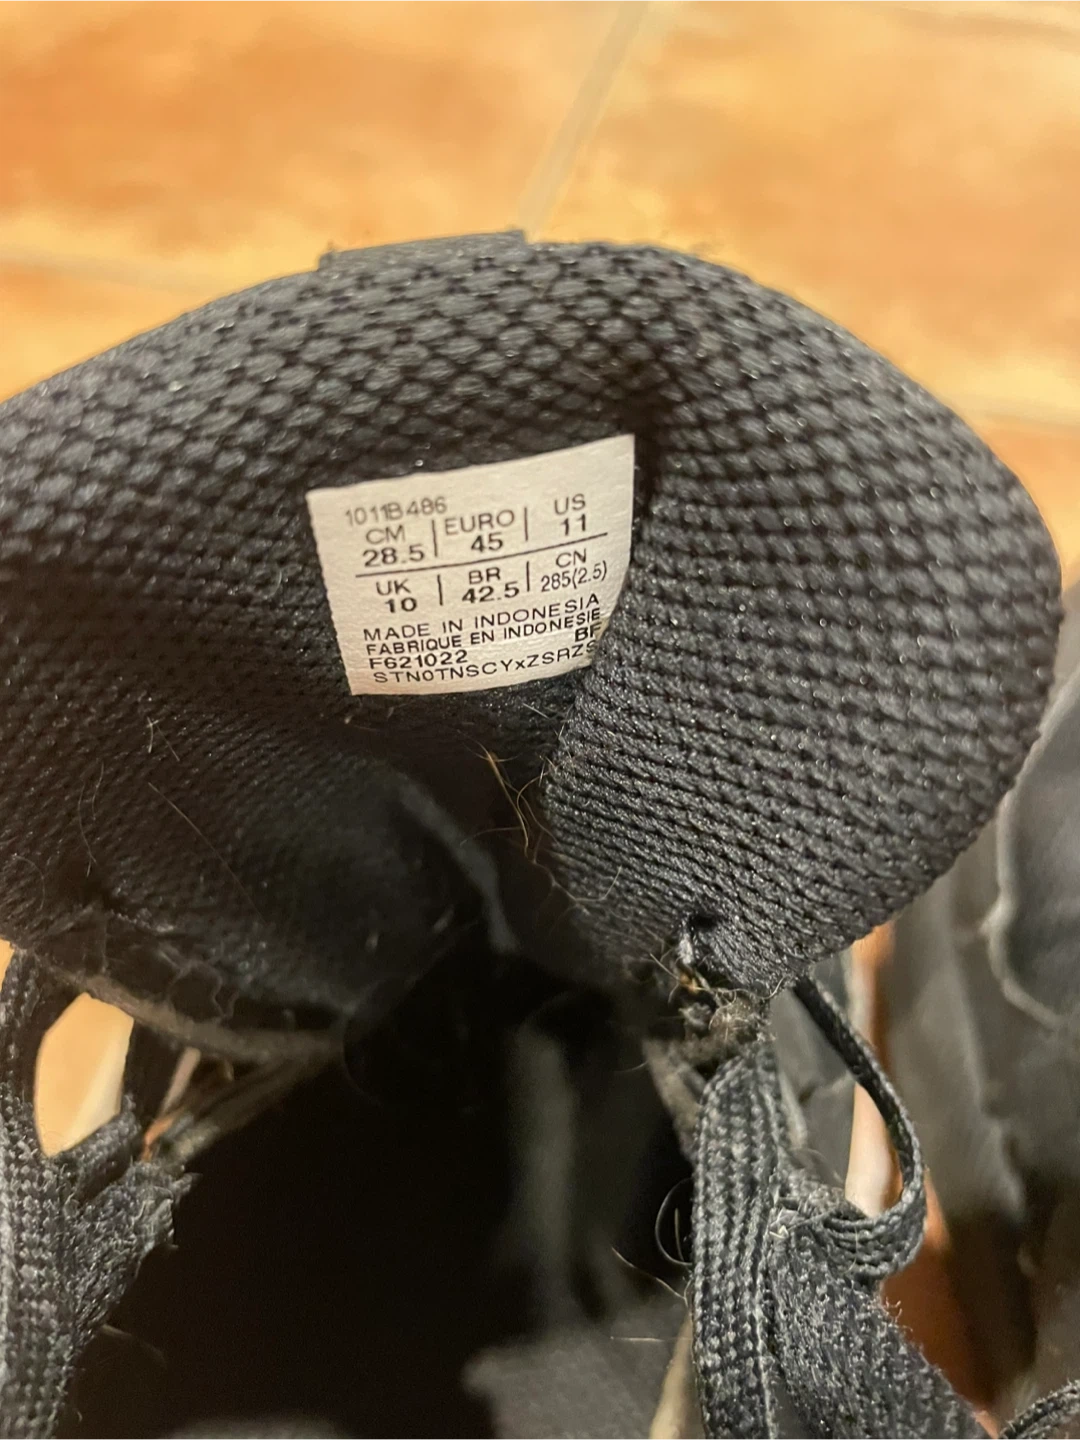 1011B486
CM | EURO | US
28.5 | 45 | 11
UK | BR | CN
10 | 42.5 | 285(2.5)
MADE IN INDONESIA
FABRIQUE EN INDONESIE
F621022 BF
STN0TNSCYxZSRZS